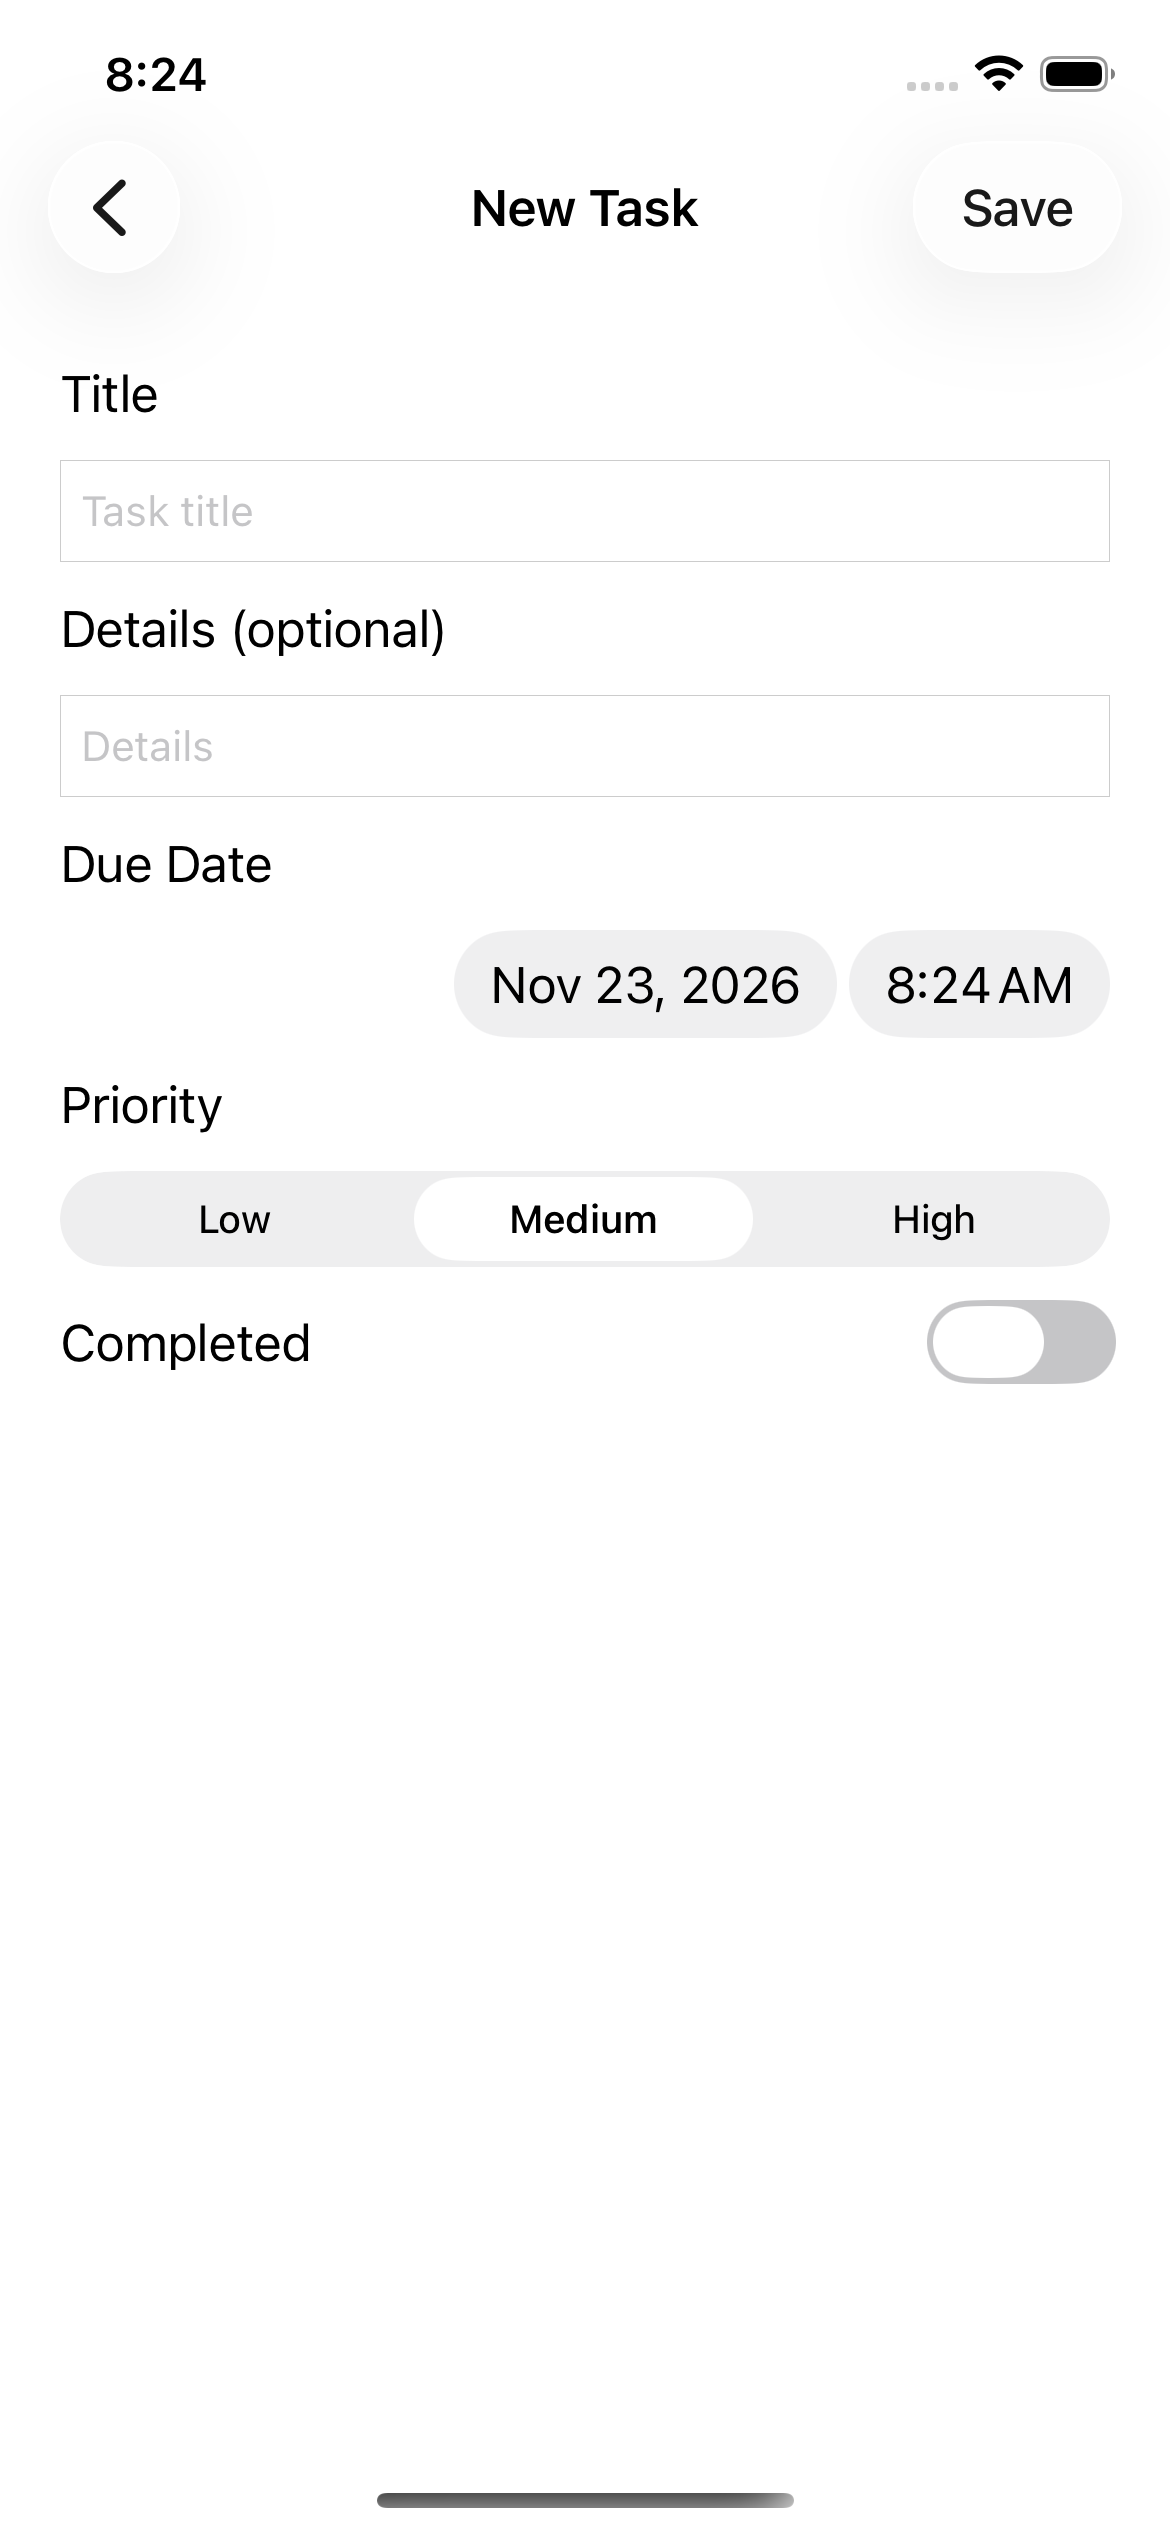 8:24
New Task
Save
Title
Task title
Details (optional)
Details
Due Date
Nov 23, 2026 8:24 AM
Priority
Low Medium High
Completed